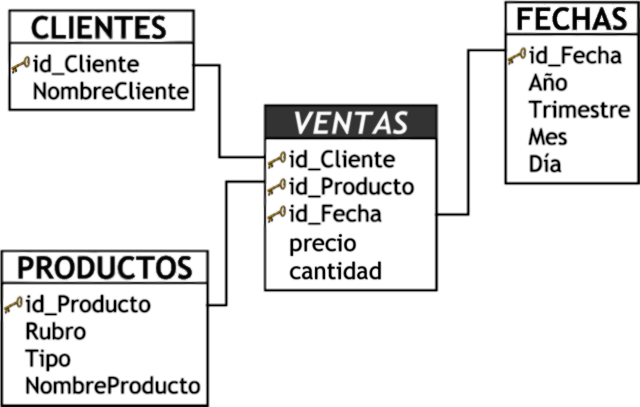 CLIENTES
id_Cliente
NombreCliente
FECHAS
id_Fecha
Año
Trimestre
Mes
Día
VENTAS
id_Cliente
id_Producto
id_Fecha
precio
cantidad
PRODUCTOS
id_Producto
Rubro
Tipo
NombreProducto